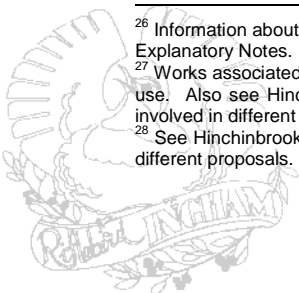 26 Information about
Explanatory Notes.
27 Works associated
use. Also see Hinc
involved in different
28 See Hinchinbrook
different proposals.
INGHAM